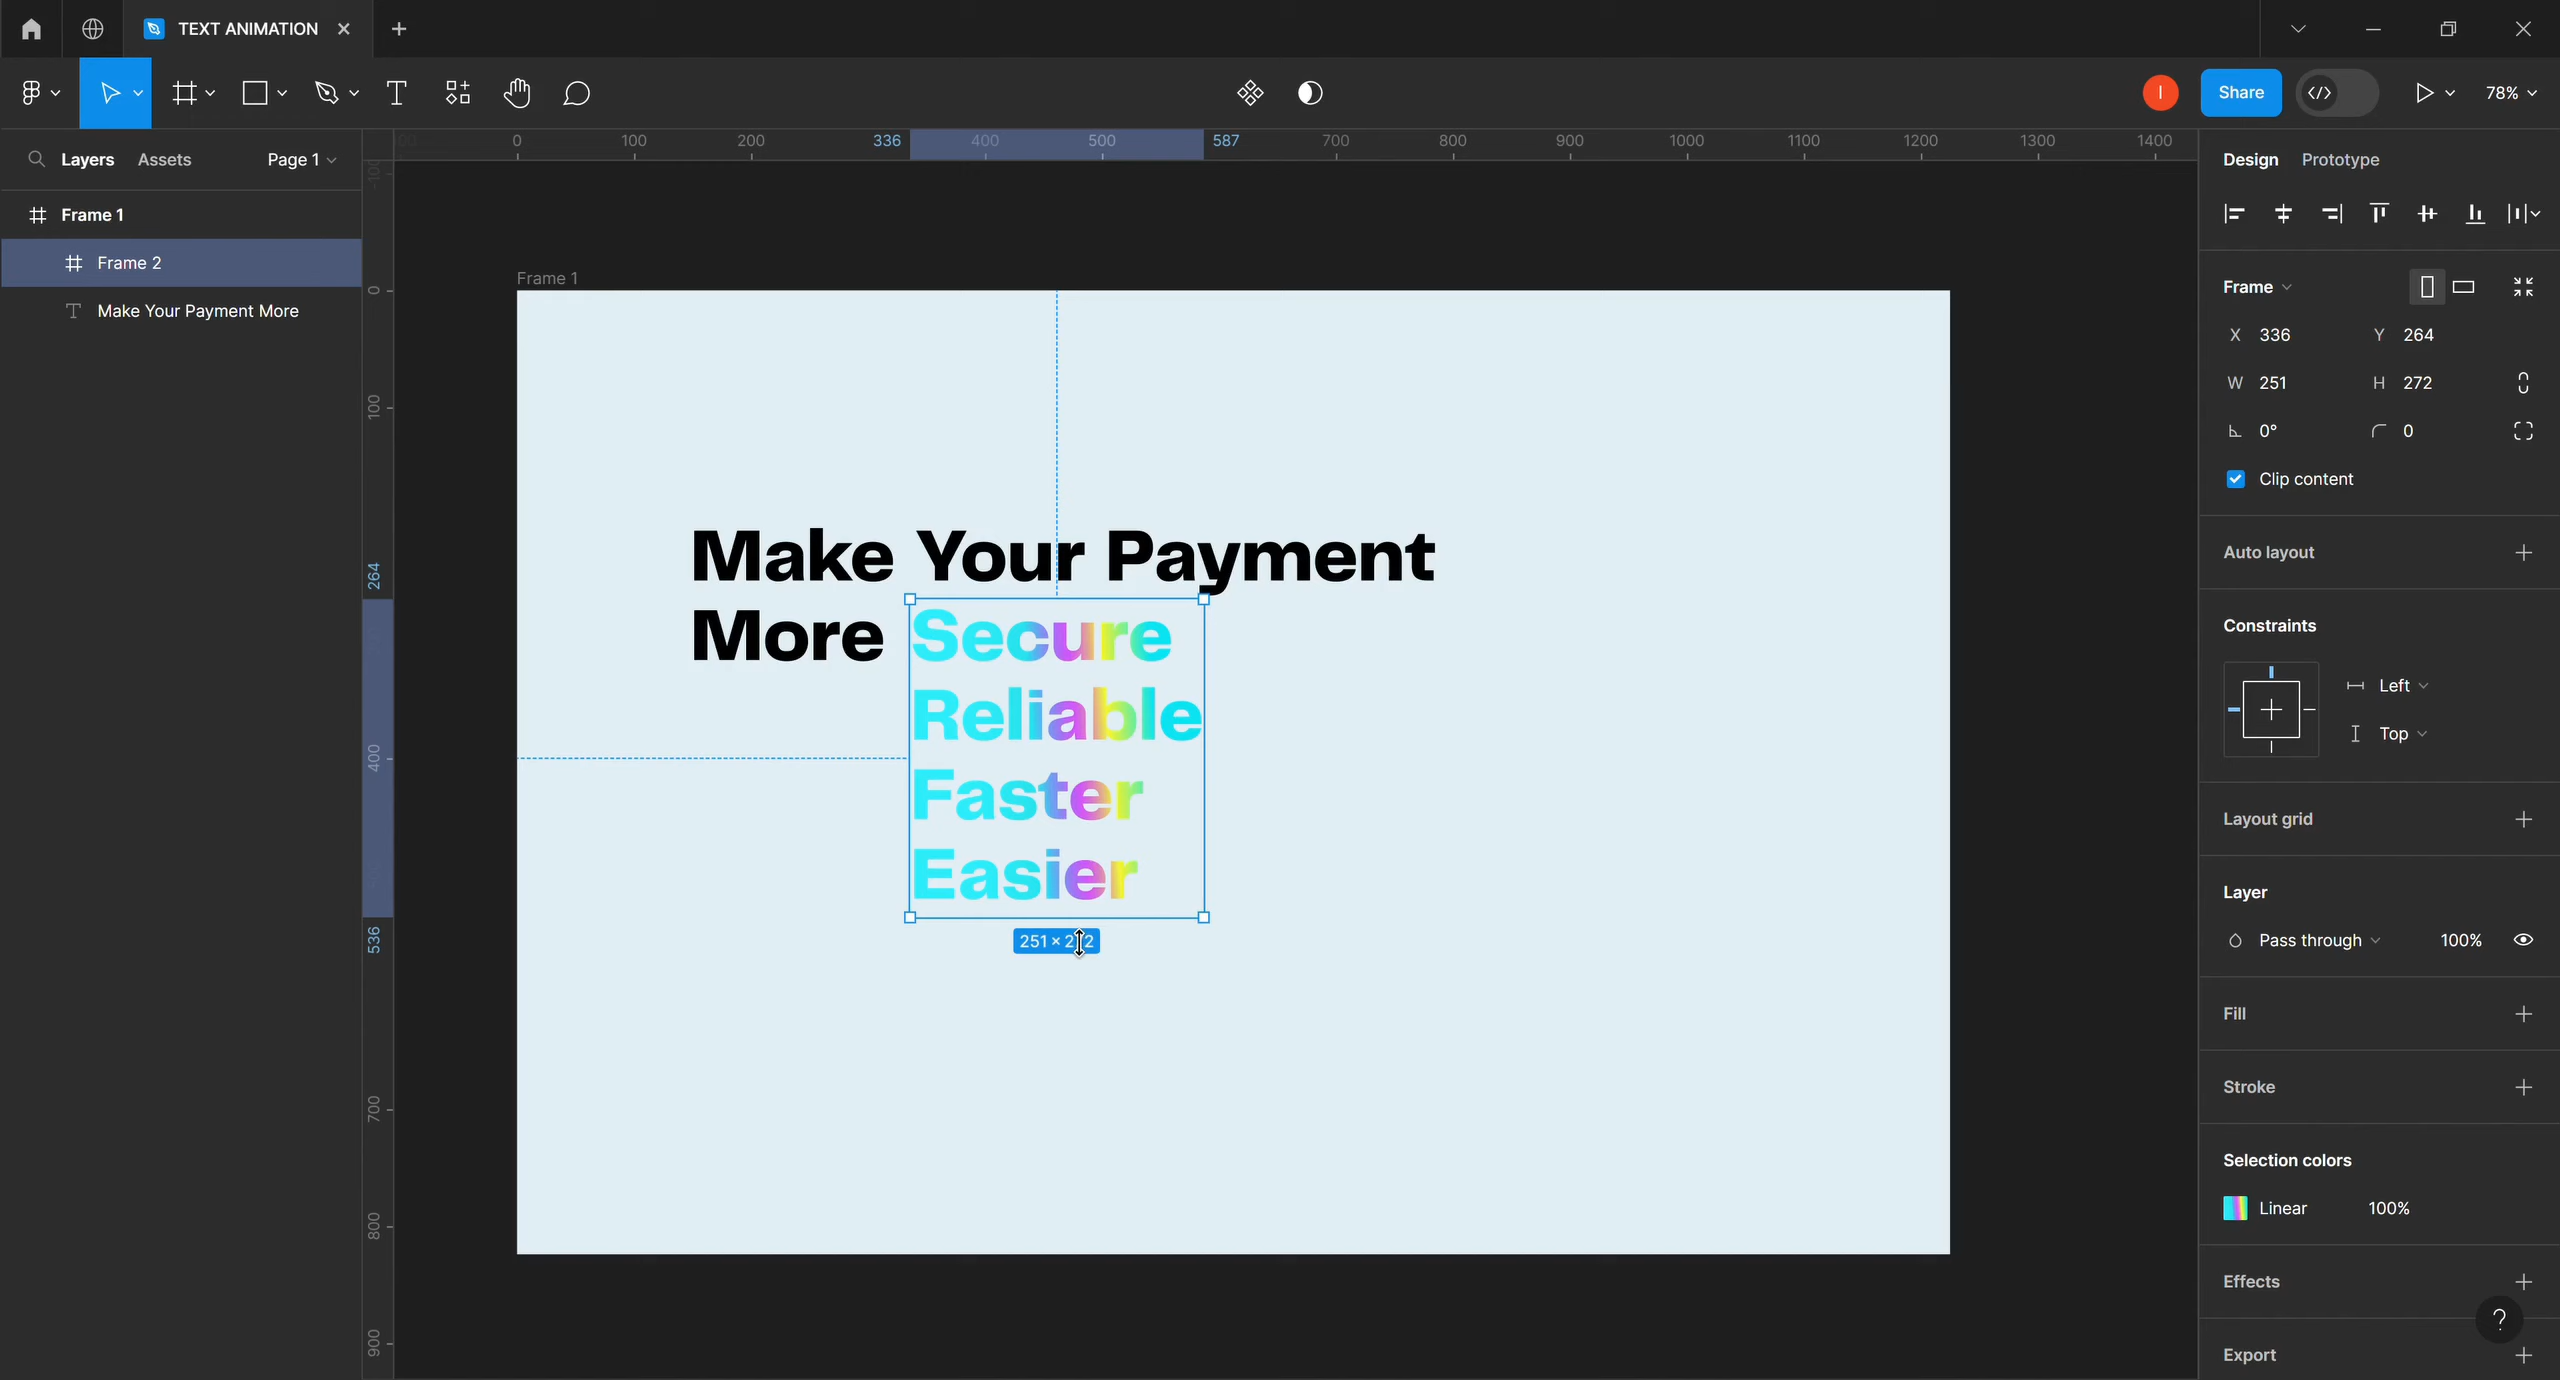 TEXT ANIMATION
I
Share
78%
Layers Assets Page 1
0 100 200 336 400 500 587 700 800 900 1000 1100 1200 1300 1400
Design Prototype
Frame 1
Frame 2
Make Your Payment More
-100
0
100
264
400
536
700
800
900
Frame 1
Make Your Payment
More Secure
Reliable
Faster
Easier
Frame
X 336 Y 264
W 251 H 272
0° 0
Clip content
Auto layout
Constraints
Left
Top
Layout grid
Layer
Pass through 100%
Fill
Stroke
Selection colors
Linear 100%
Effects
?
Export